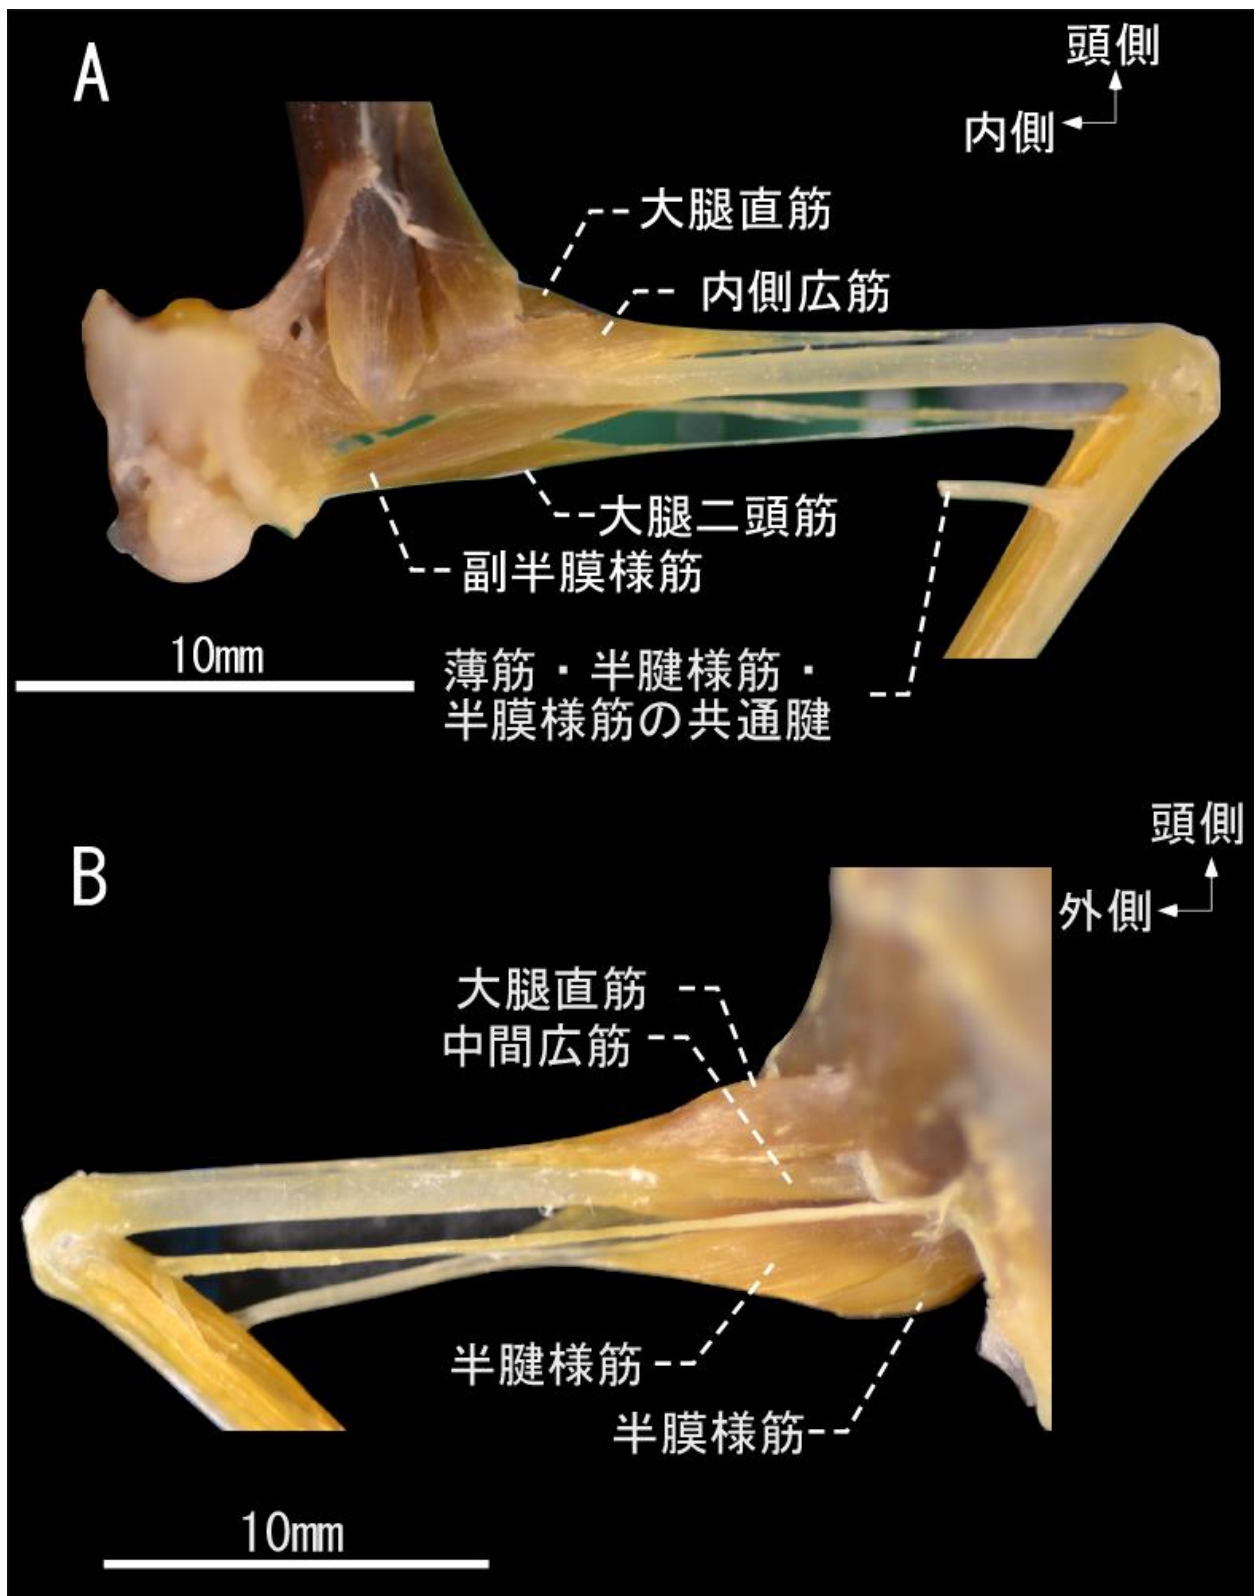 A
頭側
内側
大腿直筋
内側広筋
大腿二頭筋
副半膜様筋
10mm
薄筋・半腱様筋・
半膜様筋の共通腱
B
頭側
外側
大腿直筋
中間広筋
半腱様筋
半膜様筋
10mm